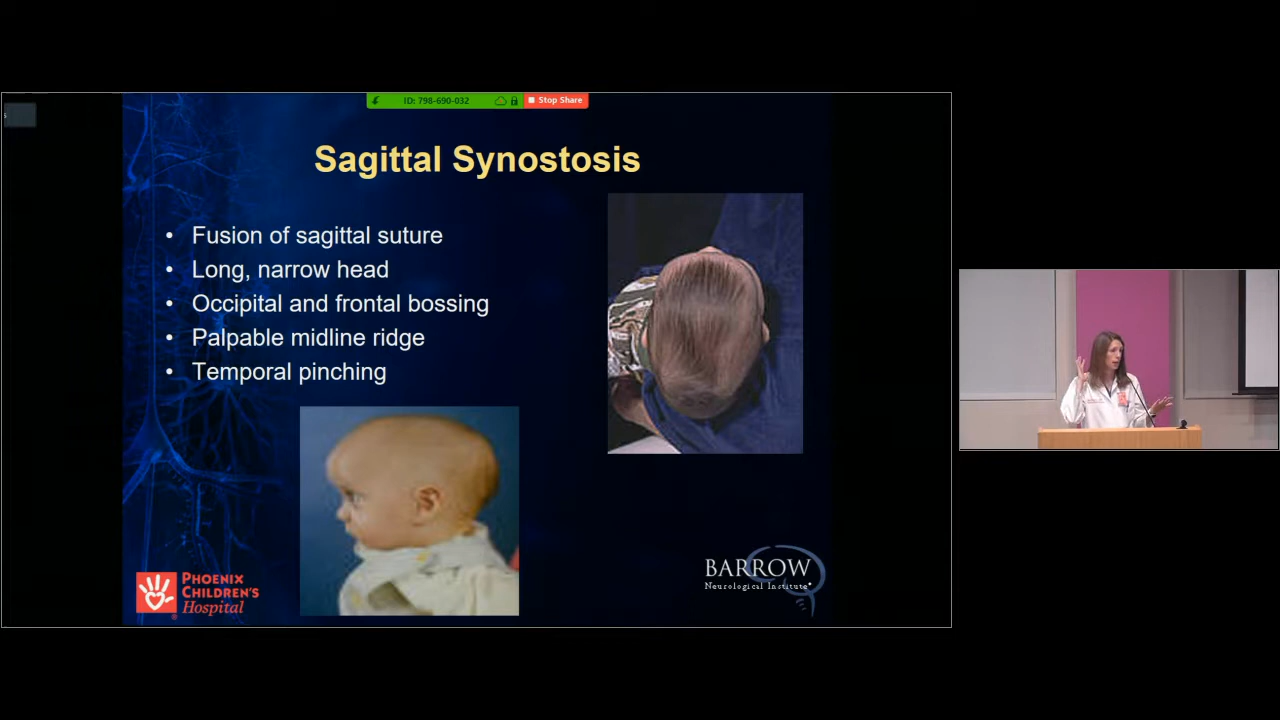 ID: 798-690-032
Stop Share
s
Sagittal Synostosis
• Fusion of sagittal suture
• Long, narrow head
• Occipital and frontal bossing
• Palpable midline ridge
• Temporal pinching
PHOENIX
CHILDREN'S
Hospital
BARROW
Neurological Institute®